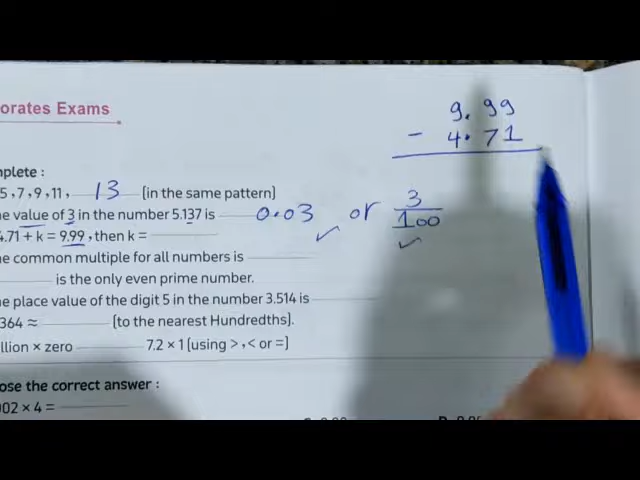 orates Exams
9.99
- 4.71
mplete :
5 , 7 , 9 , 11 , 13 (in the same pattern)
ne value of 3 in the number 5.137 is 0.03 or 3/100
4.71 + k = 9.99 , then k =
ne common multiple for all numbers is
is the only even prime number.
ne place value of the digit 5 in the number 3.514 is
364 ≈ (to the nearest Hundredths).
illion × zero 7.2 × 1 (using > , < or =)
ose the correct answer :
002 × 4 =